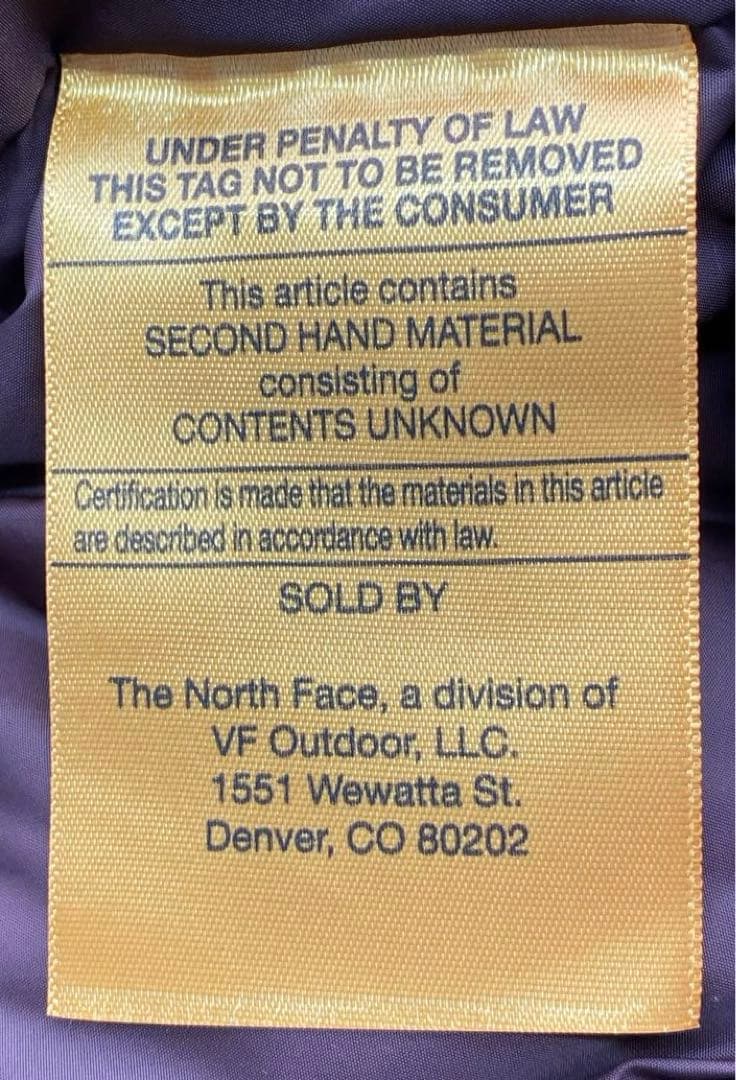 UNDER PENALTY OF LAW
THIS TAG NOT TO BE REMOVED
EXCEPT BY THE CONSUMER
This article contains
SECOND HAND MATERIAL
consisting of
CONTENTS UNKNOWN
Certification is made that the materials in this article
are described in accordance with law.
SOLD BY
The North Face, a division of
VF Outdoor, LLC.
1551 Wewatta St.
Denver, CO 80202